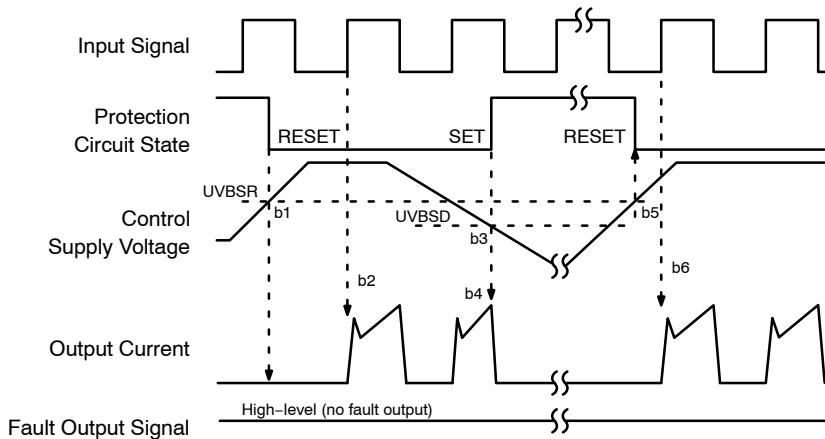 Input Signal
Protection
Circuit State
RESET
SET
RESET
UVBSR
b1
UVBSD
b3
b5
Control
Supply Voltage
b2
b4
b6
Output Current
High−level (no fault output)
Fault Output Signal